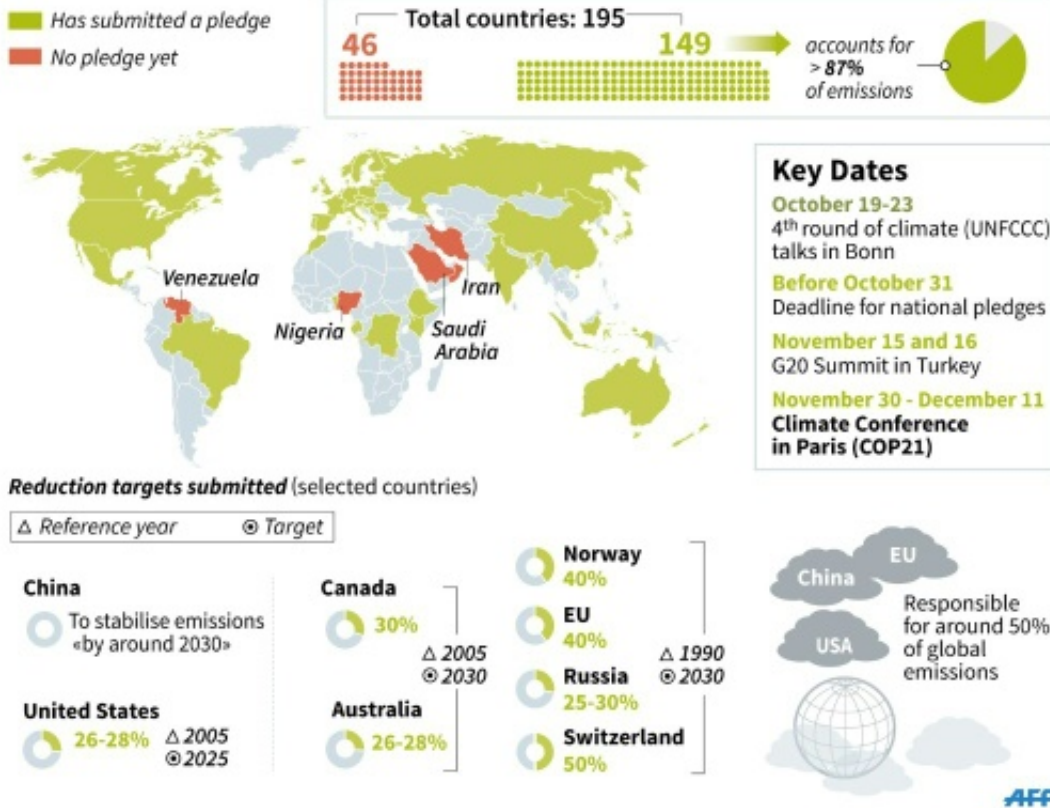 Has submitted a pledge
No pledge yet
Total countries: 195
46
149
accounts for
> 87%
of emissions
Venezuela
Nigeria
Saudi
Arabia
Iran
Key Dates
October 19-23
4th round of climate (UNFCCC)
talks in Bonn
Before October 31
Deadline for national pledges
November 15 and 16
G20 Summit in Turkey
November 30 - December 11
Climate Conference
in Paris (COP21)
Reduction targets submitted (selected countries)
△ Reference year ◉ Target
China
To stabilise emissions
«by around 2030»
United States
26-28% △ 2005
◉ 2025
Canada
30%
Australia
26-28%
△ 2005
◉ 2030
Norway
40%
EU
40%
Russia
25-30%
Switzerland
50%
△ 1990
◉ 2030
China
EU
USA
Responsible
for around 50%
of global
emissions
AFP